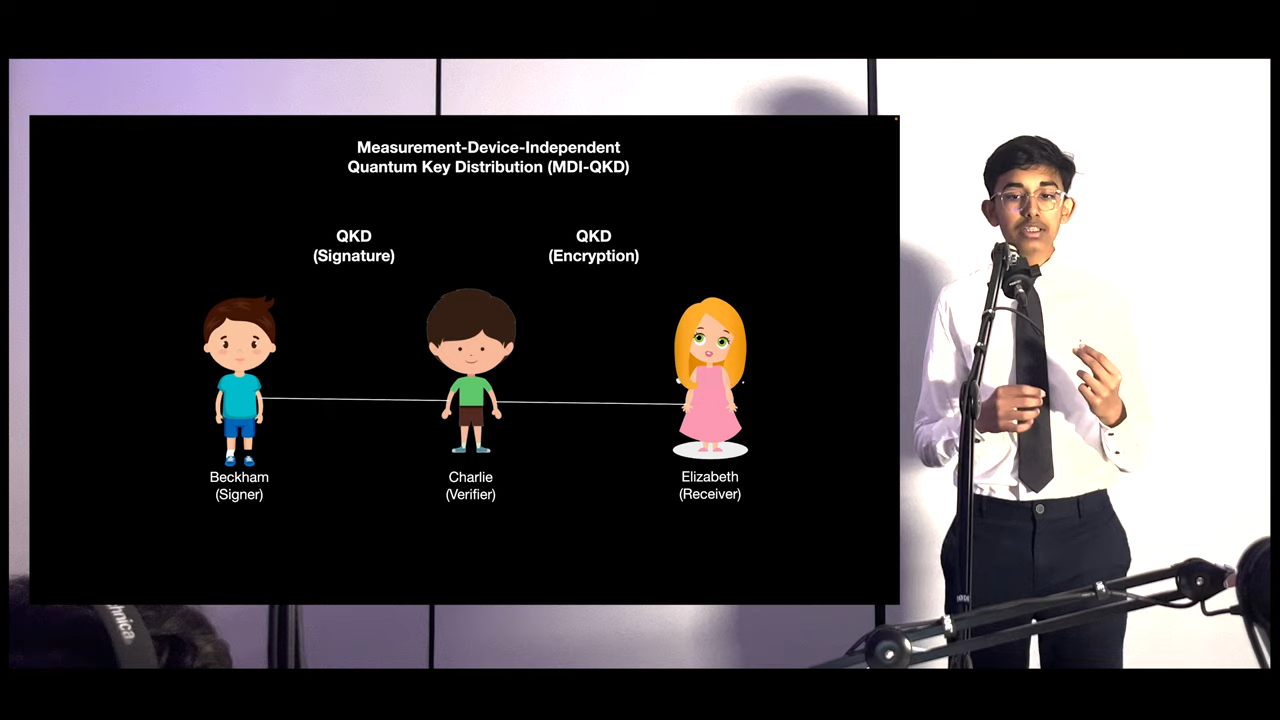 Measurement-Device-Independent
Quantum Key Distribution (MDI-QKD)
QKD
(Signature)
QKD
(Encryption)
Beckham
(Signer)
Charlie
(Verifier)
Elizabeth
(Receiver)